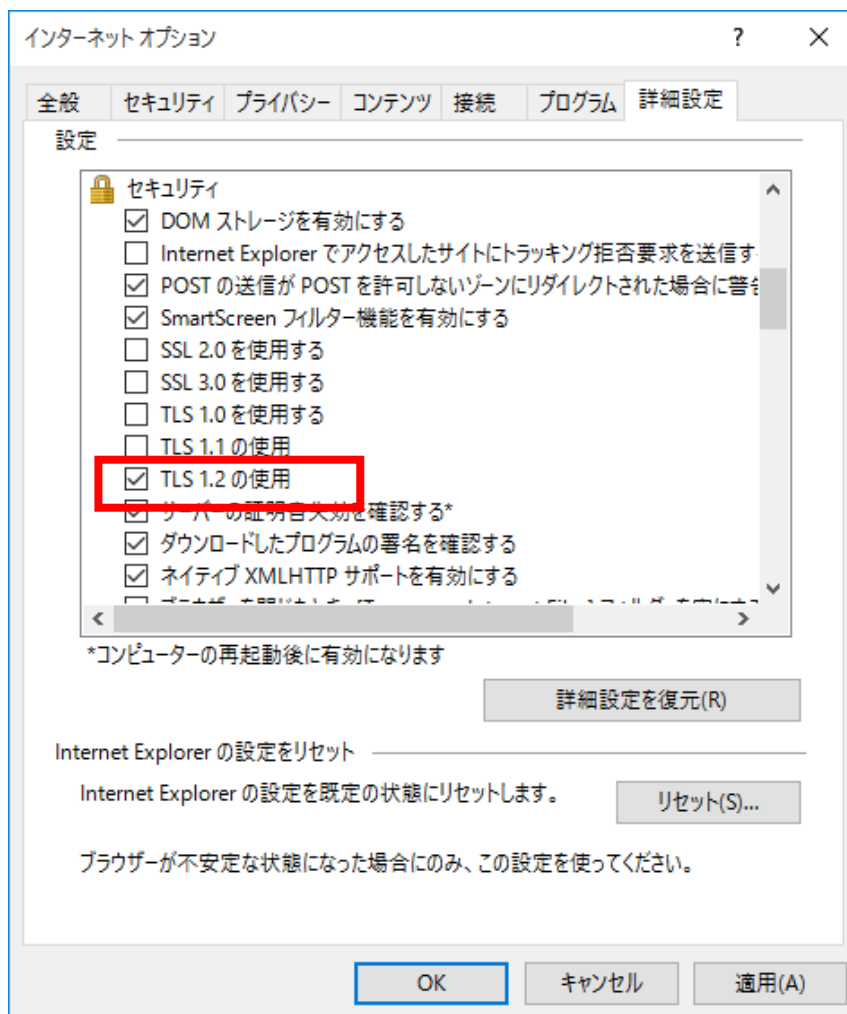 インターネット オプション ? ×
全般 セキュリティ プライバシー コンテンツ 接続 プログラム 詳細設定
設定
セキュリティ
DOM ストレージを有効にする
Internet Explorer でアクセスしたサイトにトラッキング拒否要求を送信す
POST の送信が POST を許可しないゾーンにリダイレクトされた場合に警告
SmartScreen フィルター機能を有効にする
SSL 2.0 を使用する
SSL 3.0 を使用する
TLS 1.0 を使用する
TLS 1.1 の使用
TLS 1.2 の使用
サーバーの証明書失効を確認する*
ダウンロードしたプログラムの署名を確認する
ネイティブ XMLHTTP サポートを有効にする
*コンピューターの再起動後に有効になります
詳細設定を復元(R)
Internet Explorer の設定をリセット
Internet Explorer の設定を既定の状態にリセットします。
リセット(S)...
ブラウザーが不安定な状態になった場合にのみ、この設定を使ってください。
OK キャンセル 適用(A)